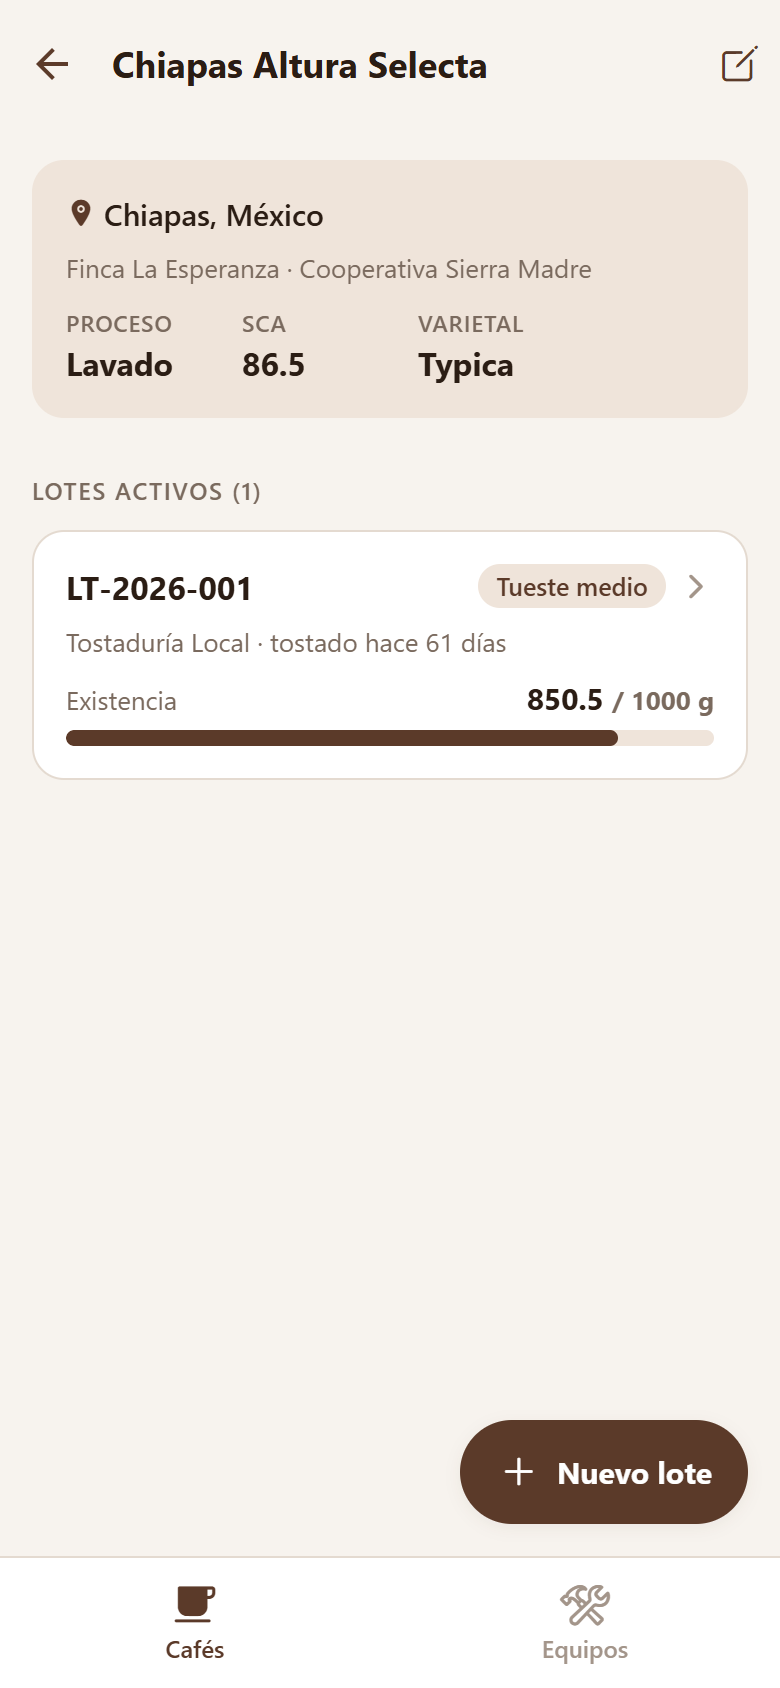 Chiapas Altura Selecta
Chiapas, México
Finca La Esperanza · Cooperativa Sierra Madre
PROCESO SCA VARIETAL
Lavado 86.5 Typica
LOTES ACTIVOS (1)
LT-2026-001 Tueste medio
Tostaduría Local · tostado hace 61 días
Existencia 850.5 / 1000 g
Nuevo lote
Cafés Equipos